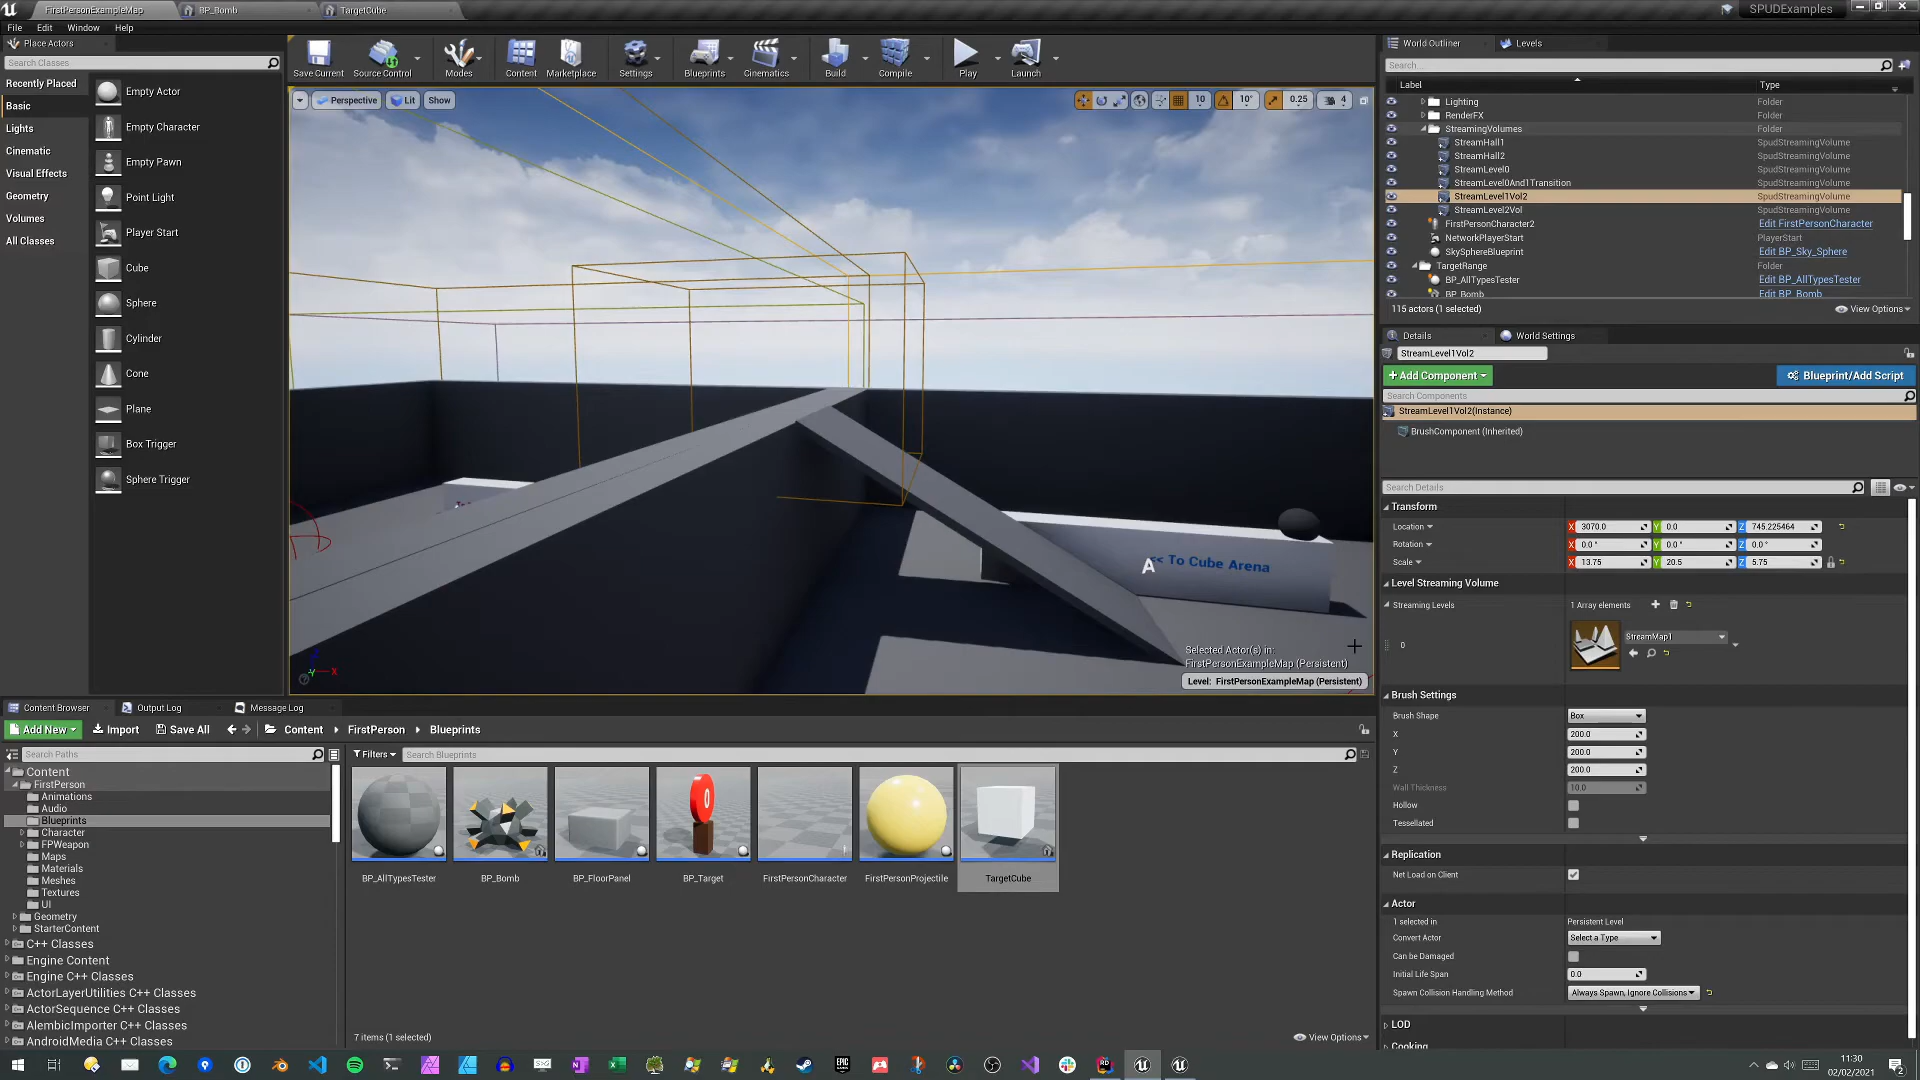 FirstPersonExampleMap
BP_Bomb
TargetCube
SPUDExamples
File Edit Window Help
Place Actors
Search Classes
Recently Placed
Basic
Lights
Cinematic
Visual Effects
Geometry
Volumes
All Classes
Empty Actor
Empty Character
Empty Pawn
Point Light
Player Start
Cube
Sphere
Cylinder
Cone
Plane
Box Trigger
Sphere Trigger
Save Current
Source Control
Modes
Content
Marketplace
Settings
Blueprints
Cinematics
Build
Compile
Play
Launch
Perspective
Lit
Show
10
10°
0.25
4
<< To Cube Arena
A
X
Selected Actor(s) in:
FirstPersonExampleMap (Persistent)
Level: FirstPersonExampleMap (Persistent)
World Outliner
Levels
Search...
Label
Type
Lighting Folder
RenderFX Folder
StreamingVolumes Folder
StreamHall1 SpudStreamingVolume
StreamHall2 SpudStreamingVolume
StreamLevel0 SpudStreamingVolume
StreamLevel0And1Transition SpudStreamingVolume
StreamLevel1Vol2 SpudStreamingVolume
StreamLevel2Vol SpudStreamingVolume
FirstPersonCharacter2 Edit FirstPersonCharacter
NetworkPlayerStart PlayerStart
SkySphereBlueprint Edit BP_Sky_Sphere
TargetRange Folder
BP_AllTypesTester Edit BP_AllTypesTester
BP_Bomb Edit BP_Bomb
115 actors (1 selected)
View Options
Details
World Settings
StreamLevel1Vol2
+ Add Component
Blueprint/Add Script
Search Components
StreamLevel1Vol2(Instance)
BrushComponent (Inherited)
Search Details
Transform
Location X 3070.0 Y 0.0 Z 745.225464
Rotation X 0.0° Y 0.0° Z 0.0°
Scale X 13.75 Y 20.5 Z 5.75
Level Streaming Volume
Streaming Levels 1 Array elements
0 StreamMap1
Brush Settings
Brush Shape Box
X 200.0
Y 200.0
Z 200.0
Wall Thickness 10.0
Hollow
Tessellated
Replication
Net Load on Client
Actor
1 selected in Persistent Level
Convert Actor Select a Type
Can be Damaged
Initial Life Span 0.0
Spawn Collision Handling Method Always Spawn, Ignore Collisions
LOD
Cooking
Content Browser
Output Log
Message Log
Add New
Import
Save All
Content
FirstPerson
Blueprints
Search Paths
Filters
Search Blueprints
Content
FirstPerson
Animations
Audio
Blueprints
Character
FPWeapon
Maps
Materials
Meshes
Textures
UI
Geometry
StarterContent
C++ Classes
Engine Content
Engine C++ Classes
ActorLayerUtilities C++ Classes
ActorSequence C++ Classes
AlembicImporter C++ Classes
AndroidMedia C++ Classes
BP_AllTypesTester
BP_Bomb
BP_FloorPanel
BP_Target
FirstPersonCharacter
FirstPersonProjectile
TargetCube
7 items (1 selected)
View Options
11:30
02/02/2021